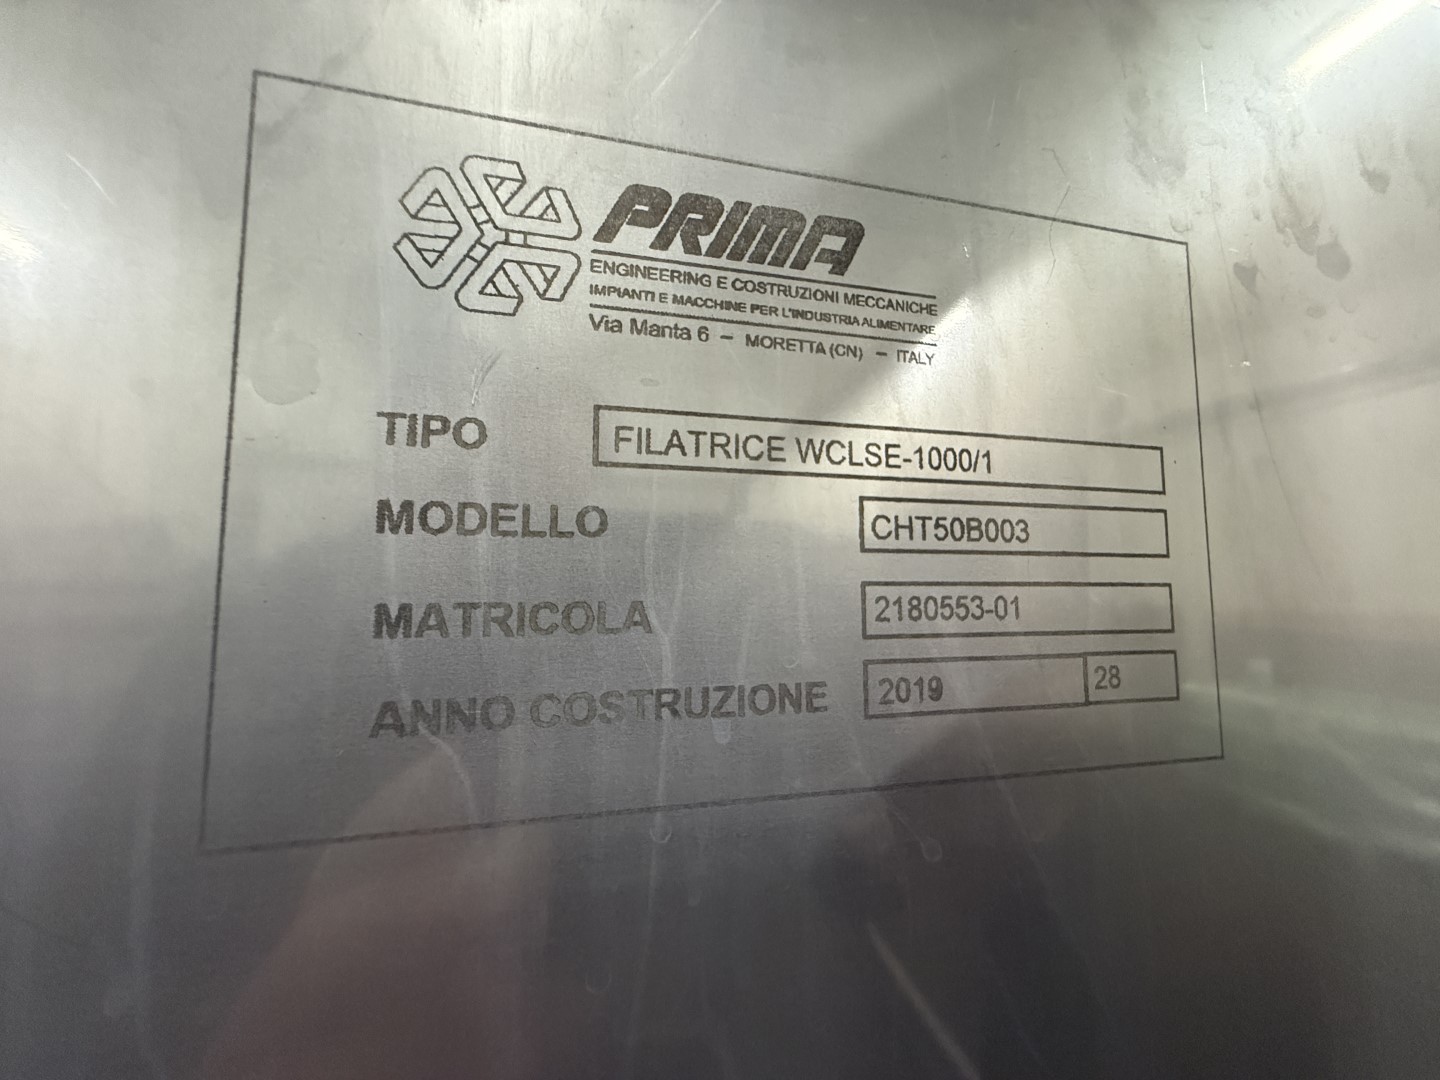 PRIMA
ENGINEERING E COSTRUZIONI MECCANICHE
IMPIANTI E MACCHINE PER L'INDUSTRIA ALIMENTARE
Via Manta 6 – MORETTA (CN) – ITALY
TIPO FILATRICE WCLSE-1000/1
MODELLO CHT50B003
MATRICOLA 2180553-01
ANNO COSTRUZIONE 2019 28